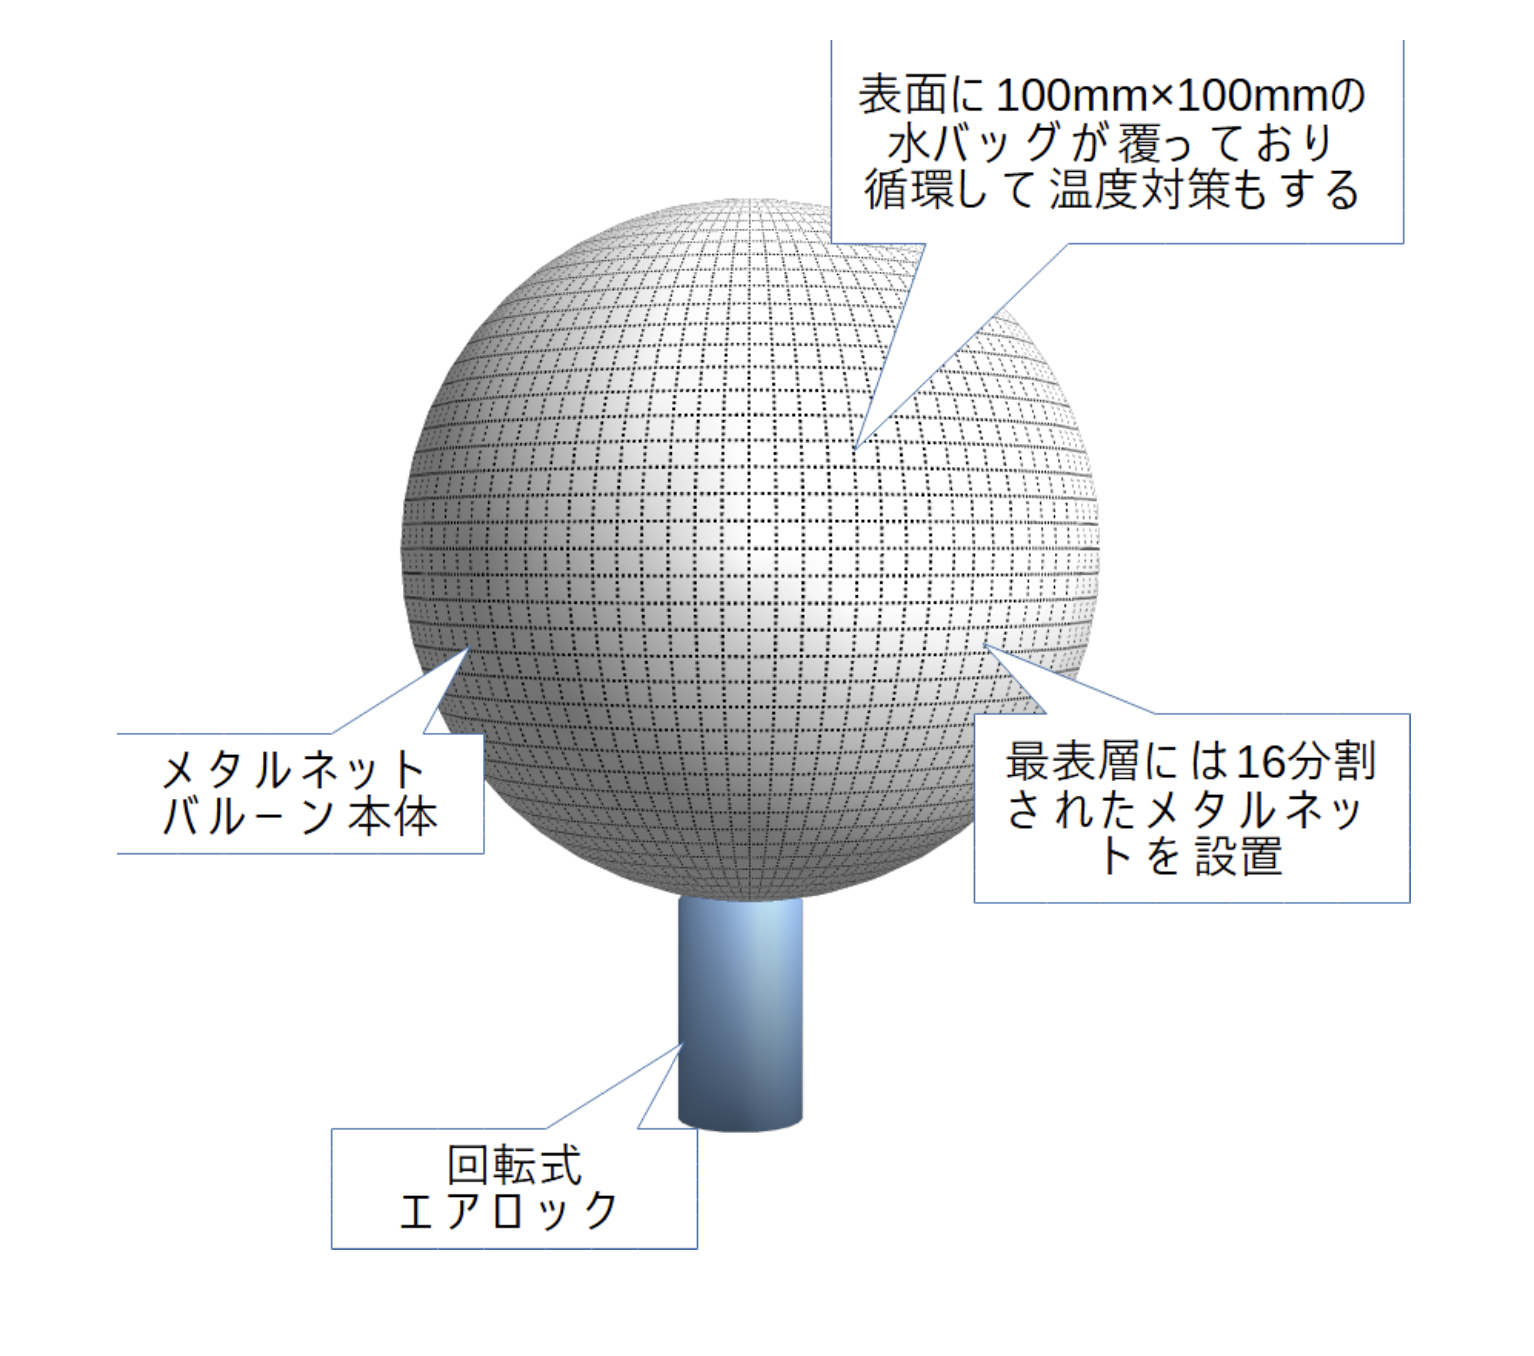 表面に100mm×100mmの
水バッグが覆っており
循環して温度対策もする
メタルネット
バルーン本体
最表層には16分割
されたメタルネッ
トを設置
回転式
エアロック